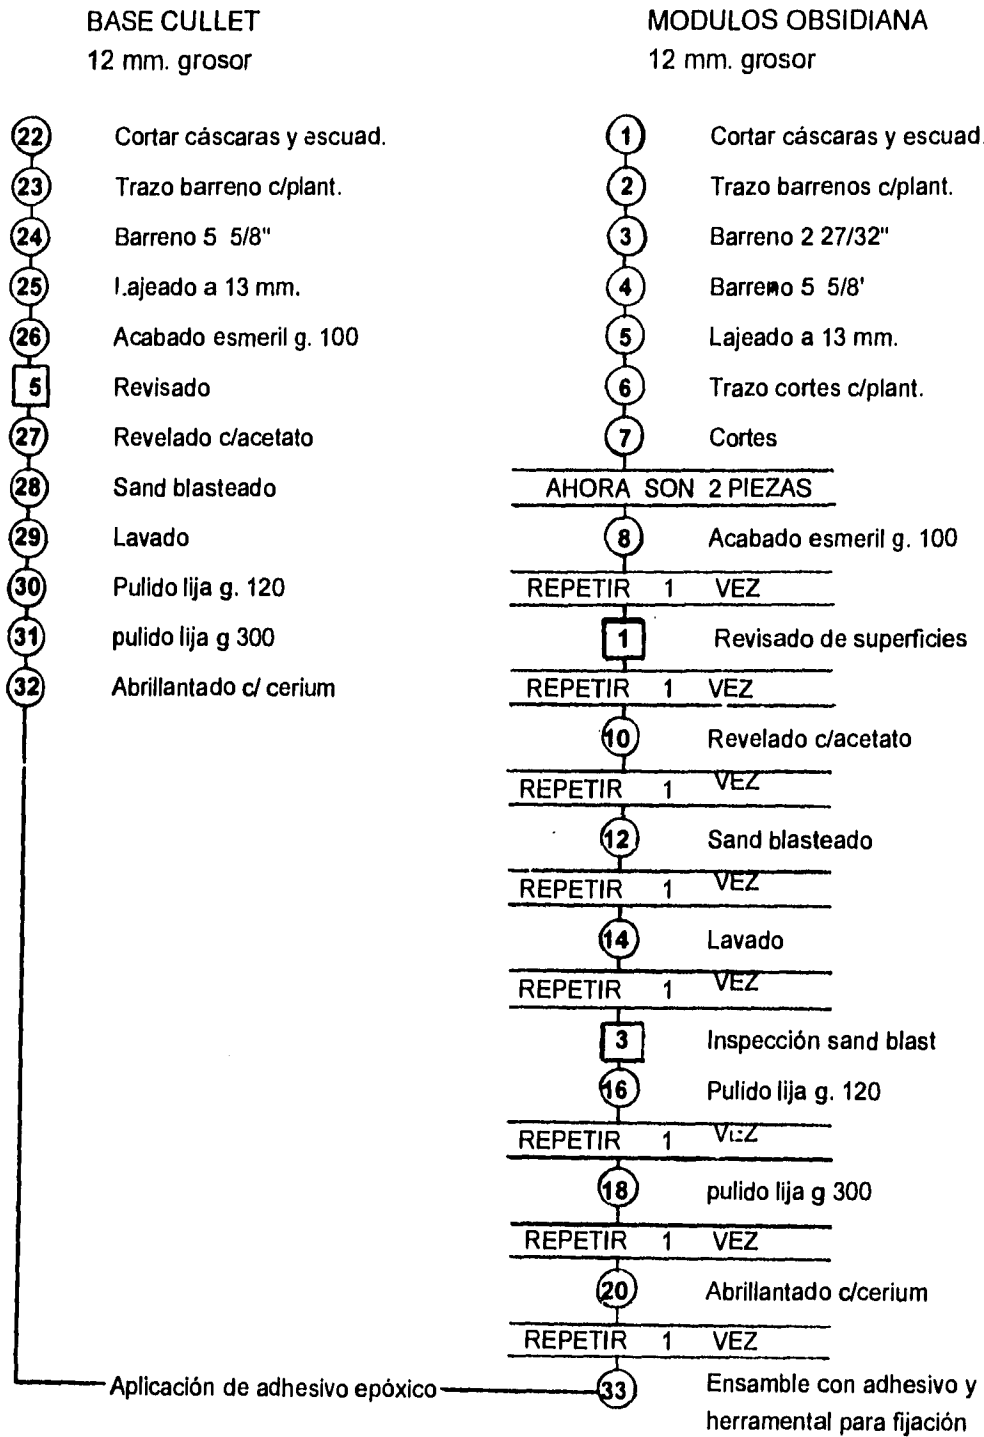 BASE CULLET
12 mm. grosor
22 Cortar cáscaras y escuad.
23 Trazo barreno c/plant.
24 Barreno 5 5/8"
25 Lajeado a 13 mm.
26 Acabado esmeril g. 100
5 Revisado
27 Revelado c/acetato
28 Sand blasteado
29 Lavado
30 Pulido lija g. 120
31 pulido lija g 300
32 Abrillantado c/ cerium
Aplicación de adhesivo epóxico
MODULOS OBSIDIANA
12 mm. grosor
1 Cortar cáscaras y escuad.
2 Trazo barrenos c/plant.
3 Barreno 2 27/32"
4 Barreno 5 5/8'
5 Lajeado a 13 mm.
6 Trazo cortes c/plant.
7 Cortes
AHORA SON 2 PIEZAS
8 Acabado esmeril g. 100
REPETIR 1 VEZ
1 Revisado de superficies
REPETIR 1 VEZ
10 Revelado c/acetato
REPETIR 1 VEZ
12 Sand blasteado
REPETIR 1 VEZ
14 Lavado
REPETIR 1 VEZ
3 Inspección sand blast
16 Pulido lija g. 120
REPETIR 1 VEZ
18 pulido lija g 300
REPETIR 1 VEZ
20 Abrillantado c/cerium
REPETIR 1 VEZ
33 Ensamble con adhesivo y
herramental para fijación